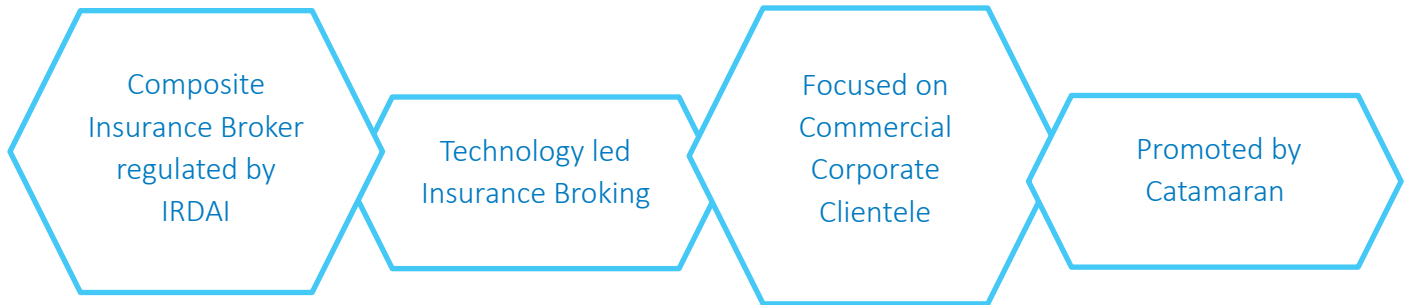 Composite
Insurance Broker
regulated by
IRDAI
Technology led
Insurance Broking
Focused on
Commercial
Corporate
Clientele
Promoted by
Catamaran